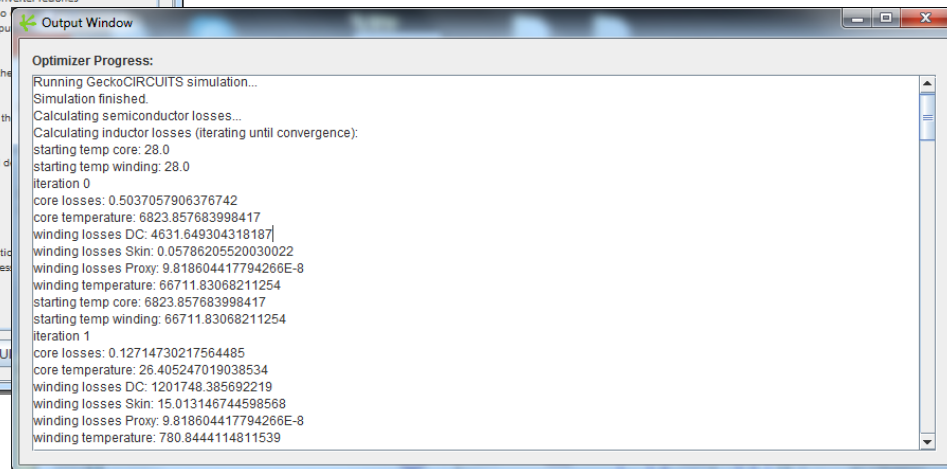 Output Window
Optimizer Progress:
Running GeckoCIRCUITS simulation...
Simulation finished.
Calculating semiconductor losses...
Calculating inductor losses (iterating until convergence):
starting temp core: 28.0
starting temp winding: 28.0
iteration 0
core losses: 0.5037057906376742
core temperature: 6823.857683998417
winding losses DC: 4631.649304318187
winding losses Skin: 0.05786205520030022
winding losses Proxy: 9.818604417794266E-8
winding temperature: 66711.83068211254
starting temp core: 6823.857683998417
starting temp winding: 66711.83068211254
iteration 1
core losses: 0.12714730217564485
core temperature: 26.405247019038534
winding losses DC: 1201748.385692219
winding losses Skin: 15.013146744598568
winding losses Proxy: 9.818604417794266E-8
winding temperature: 780.8444114811539